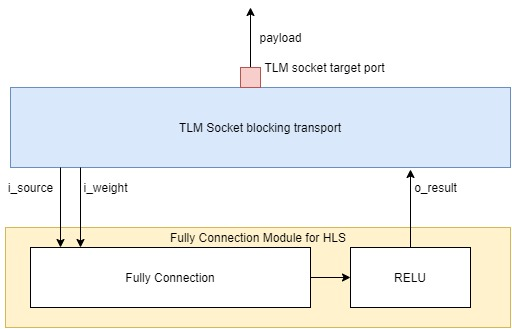 payload
TLM socket target port
TLM Socket blocking transport
i_source
i_weight
o_result
Fully Connection Module for HLS
Fully Connection
RELU